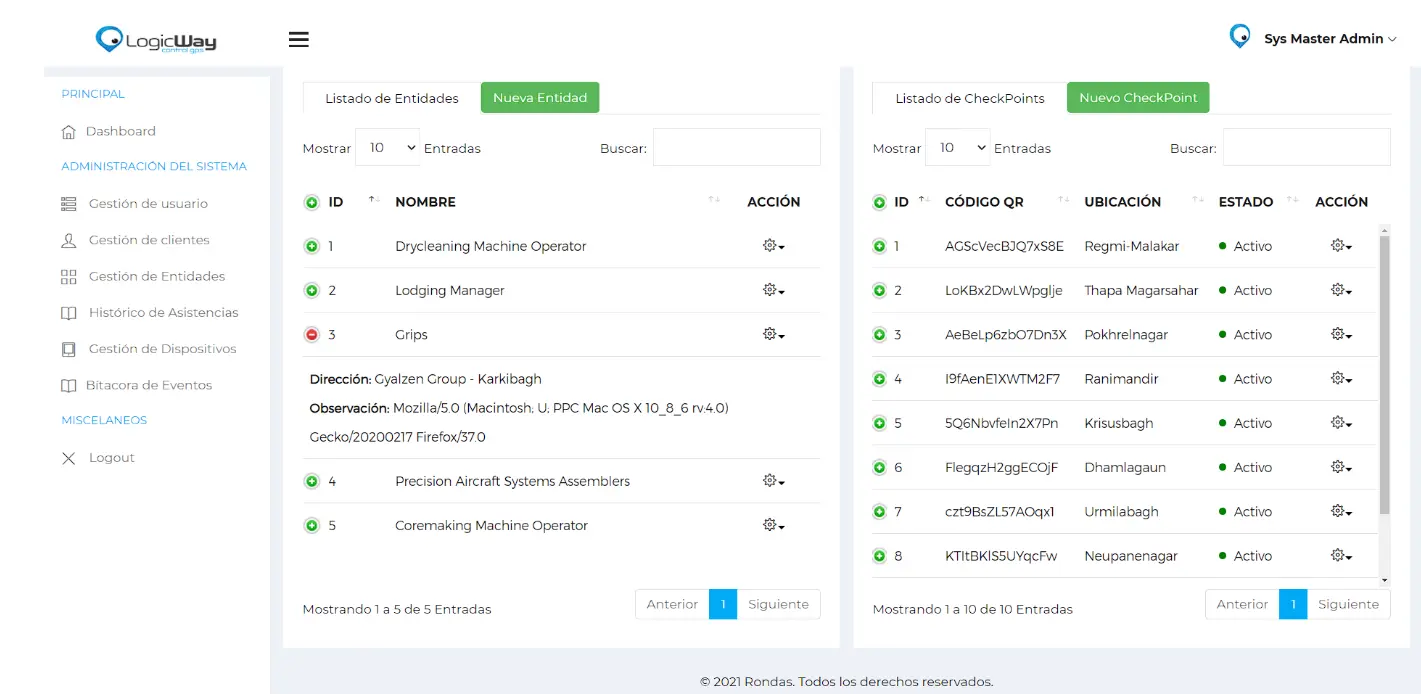 LogicWay
control gps
Sys Master Admin
PRINCIPAL
Dashboard
ADMINISTRACIÓN DEL SISTEMA
Gestión de usuario
Gestión de clientes
Gestión de Entidades
Histórico de Asistencias
Gestión de Dispositivos
Bitacora de Eventos
MISCELANEOS
Logout
Listado de Entidades Nueva Entidad
Mostrar 10 Entradas Buscar:
ID NOMBRE ACCIÓN
1 Drycleaning Machine Operator
2 Lodging Manager
3 Grips
Dirección: Gyalzen Group - Karkibagh
Observación: Mozilla/5.0 (Macintosh; U; PPC Mac OS X 10_8_6 rv:4.0)
Gecko/20200217 Firefox/37.0
4 Precision Aircraft Systems Assemblers
5 Coremaking Machine Operator
Mostrando 1 a 5 de 5 Entradas Anterior 1 Siguiente
Listado de CheckPoints Nuevo CheckPoint
Mostrar 10 Entradas Buscar:
ID CÓDIGO QR UBICACIÓN ESTADO ACCIÓN
1 AGScVecBJQ7xS8E Regmi-Malakar Activo
2 LoKBx2DwLWpglje Thapa Magarsahar Activo
3 AeBeLp6zbO7Dn3X Pokhrelnagar Activo
4 I9fAenE1XWTM2F7 Ranimandir Activo
5 5Q6NbvfeIn2X7Pn Krisusbagh Activo
6 FlegqzH2ggECOjF Dhamlagaun Activo
7 czt9BsZL57AOqx1 Urmilabagh Activo
8 KTItBKlS5UYqcFw Neupanenagar Activo
Mostrando 1 a 10 de 10 Entradas Anterior 1 Siguiente
© 2021 Rondas. Todos los derechos reservados.